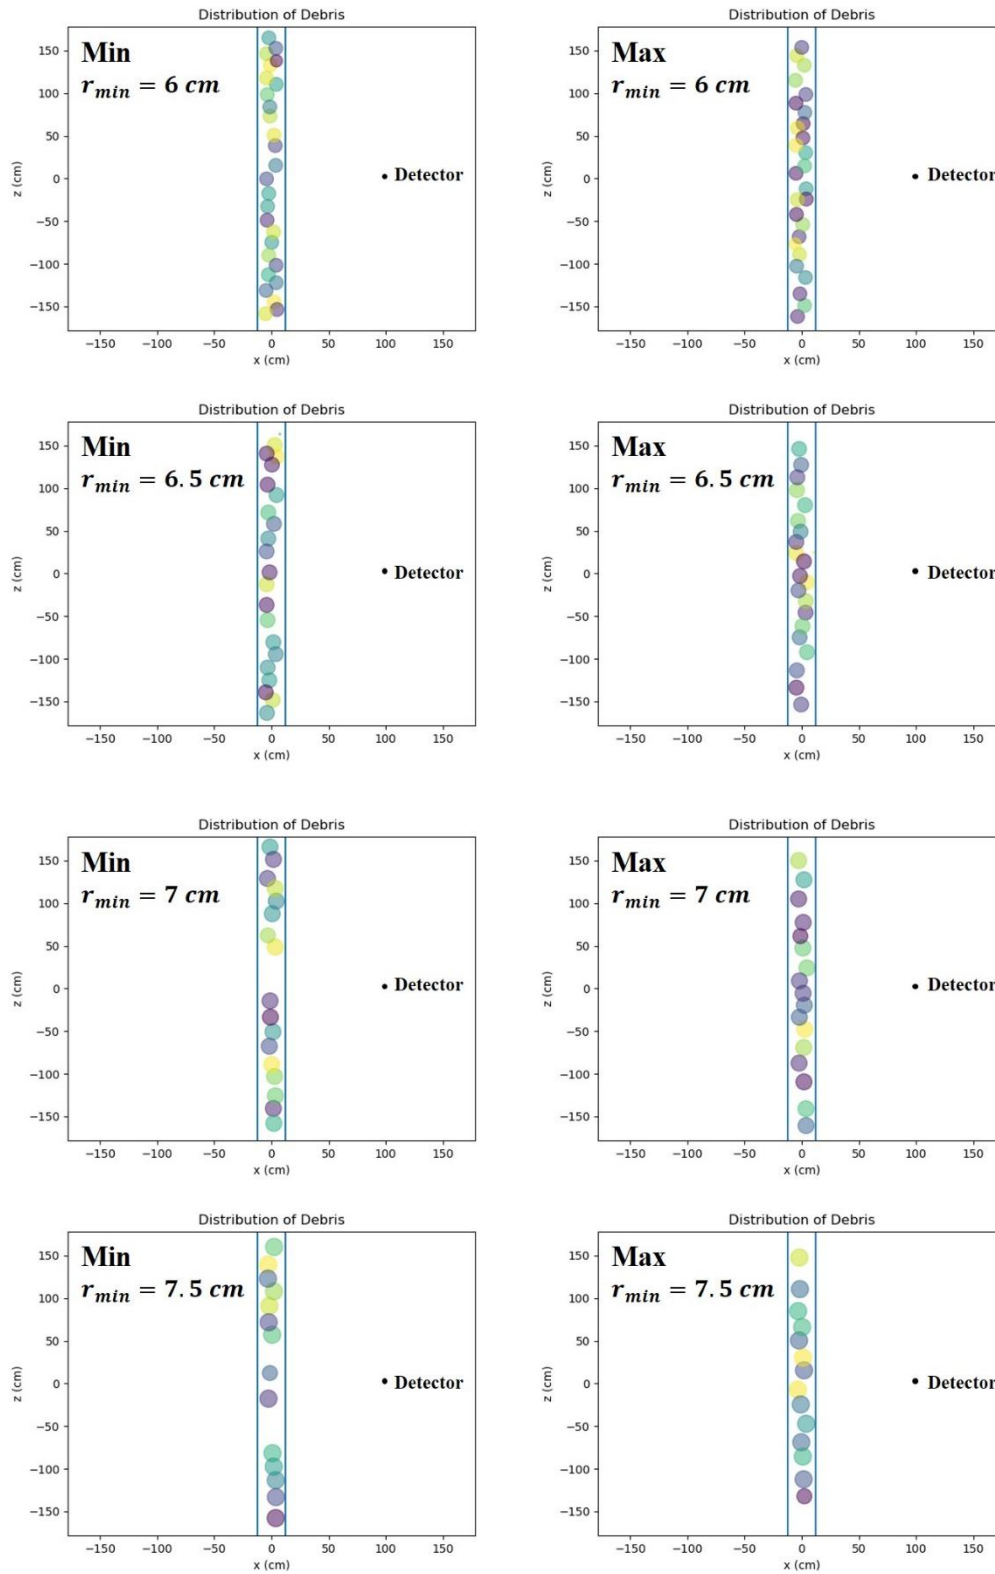 Distribution of Debris
Distribution of Debris
Min
Max
r_min = 6 cm
r_min = 6 cm
150
100
50
0
−50
−100
−150
z (cm)
Detector
150
100
50
0
−50
−100
−150
z (cm)
Detector
−150 −100 −50 0 50 100 150
x (cm)
−150 −100 −50 0 50 100 150
x (cm)
Distribution of Debris
Distribution of Debris
Min
Max
r_min = 6.5 cm
r_min = 6.5 cm
150
100
50
0
−50
−100
−150
z (cm)
Detector
150
100
50
0
−50
−100
−150
z (cm)
Detector
−150 −100 −50 0 50 100 150
x (cm)
−150 −100 −50 0 50 100 150
x (cm)
Distribution of Debris
Distribution of Debris
Min
Max
r_min = 7 cm
r_min = 7 cm
150
100
50
0
−50
−100
−150
z (cm)
Detector
150
100
50
0
−50
−100
−150
z (cm)
Detector
−150 −100 −50 0 50 100 150
x (cm)
−150 −100 −50 0 50 100 150
x (cm)
Distribution of Debris
Distribution of Debris
Min
Max
r_min = 7.5 cm
r_min = 7.5 cm
150
100
50
0
−50
−100
−150
z (cm)
Detector
150
100
50
0
−50
−100
−150
z (cm)
Detector
−150 −100 −50 0 50 100 150
x (cm)
−150 −100 −50 0 50 100 150
x (cm)